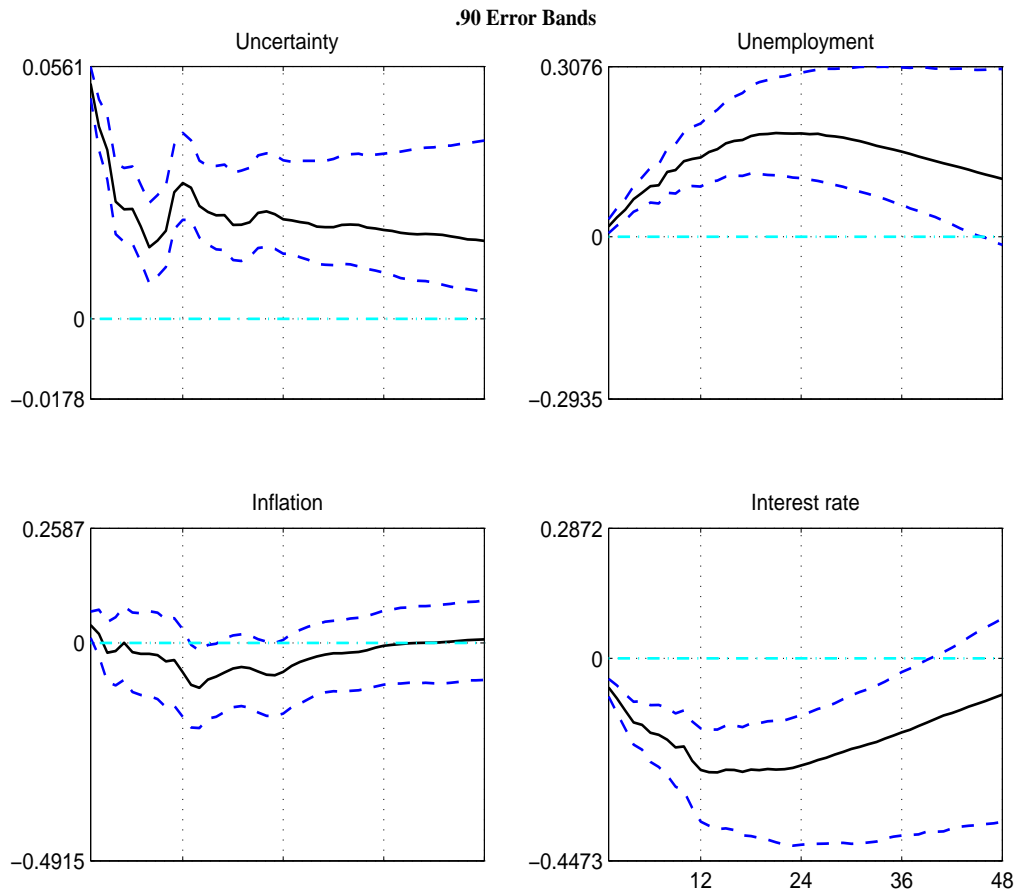 .90 Error Bands
Uncertainty
0.0561
0
−0.0178
Unemployment
0.3076
0
−0.2935
Inflation
0.2587
0
−0.4915
Interest rate
0.2872
0
−0.4473
12 24 36 48